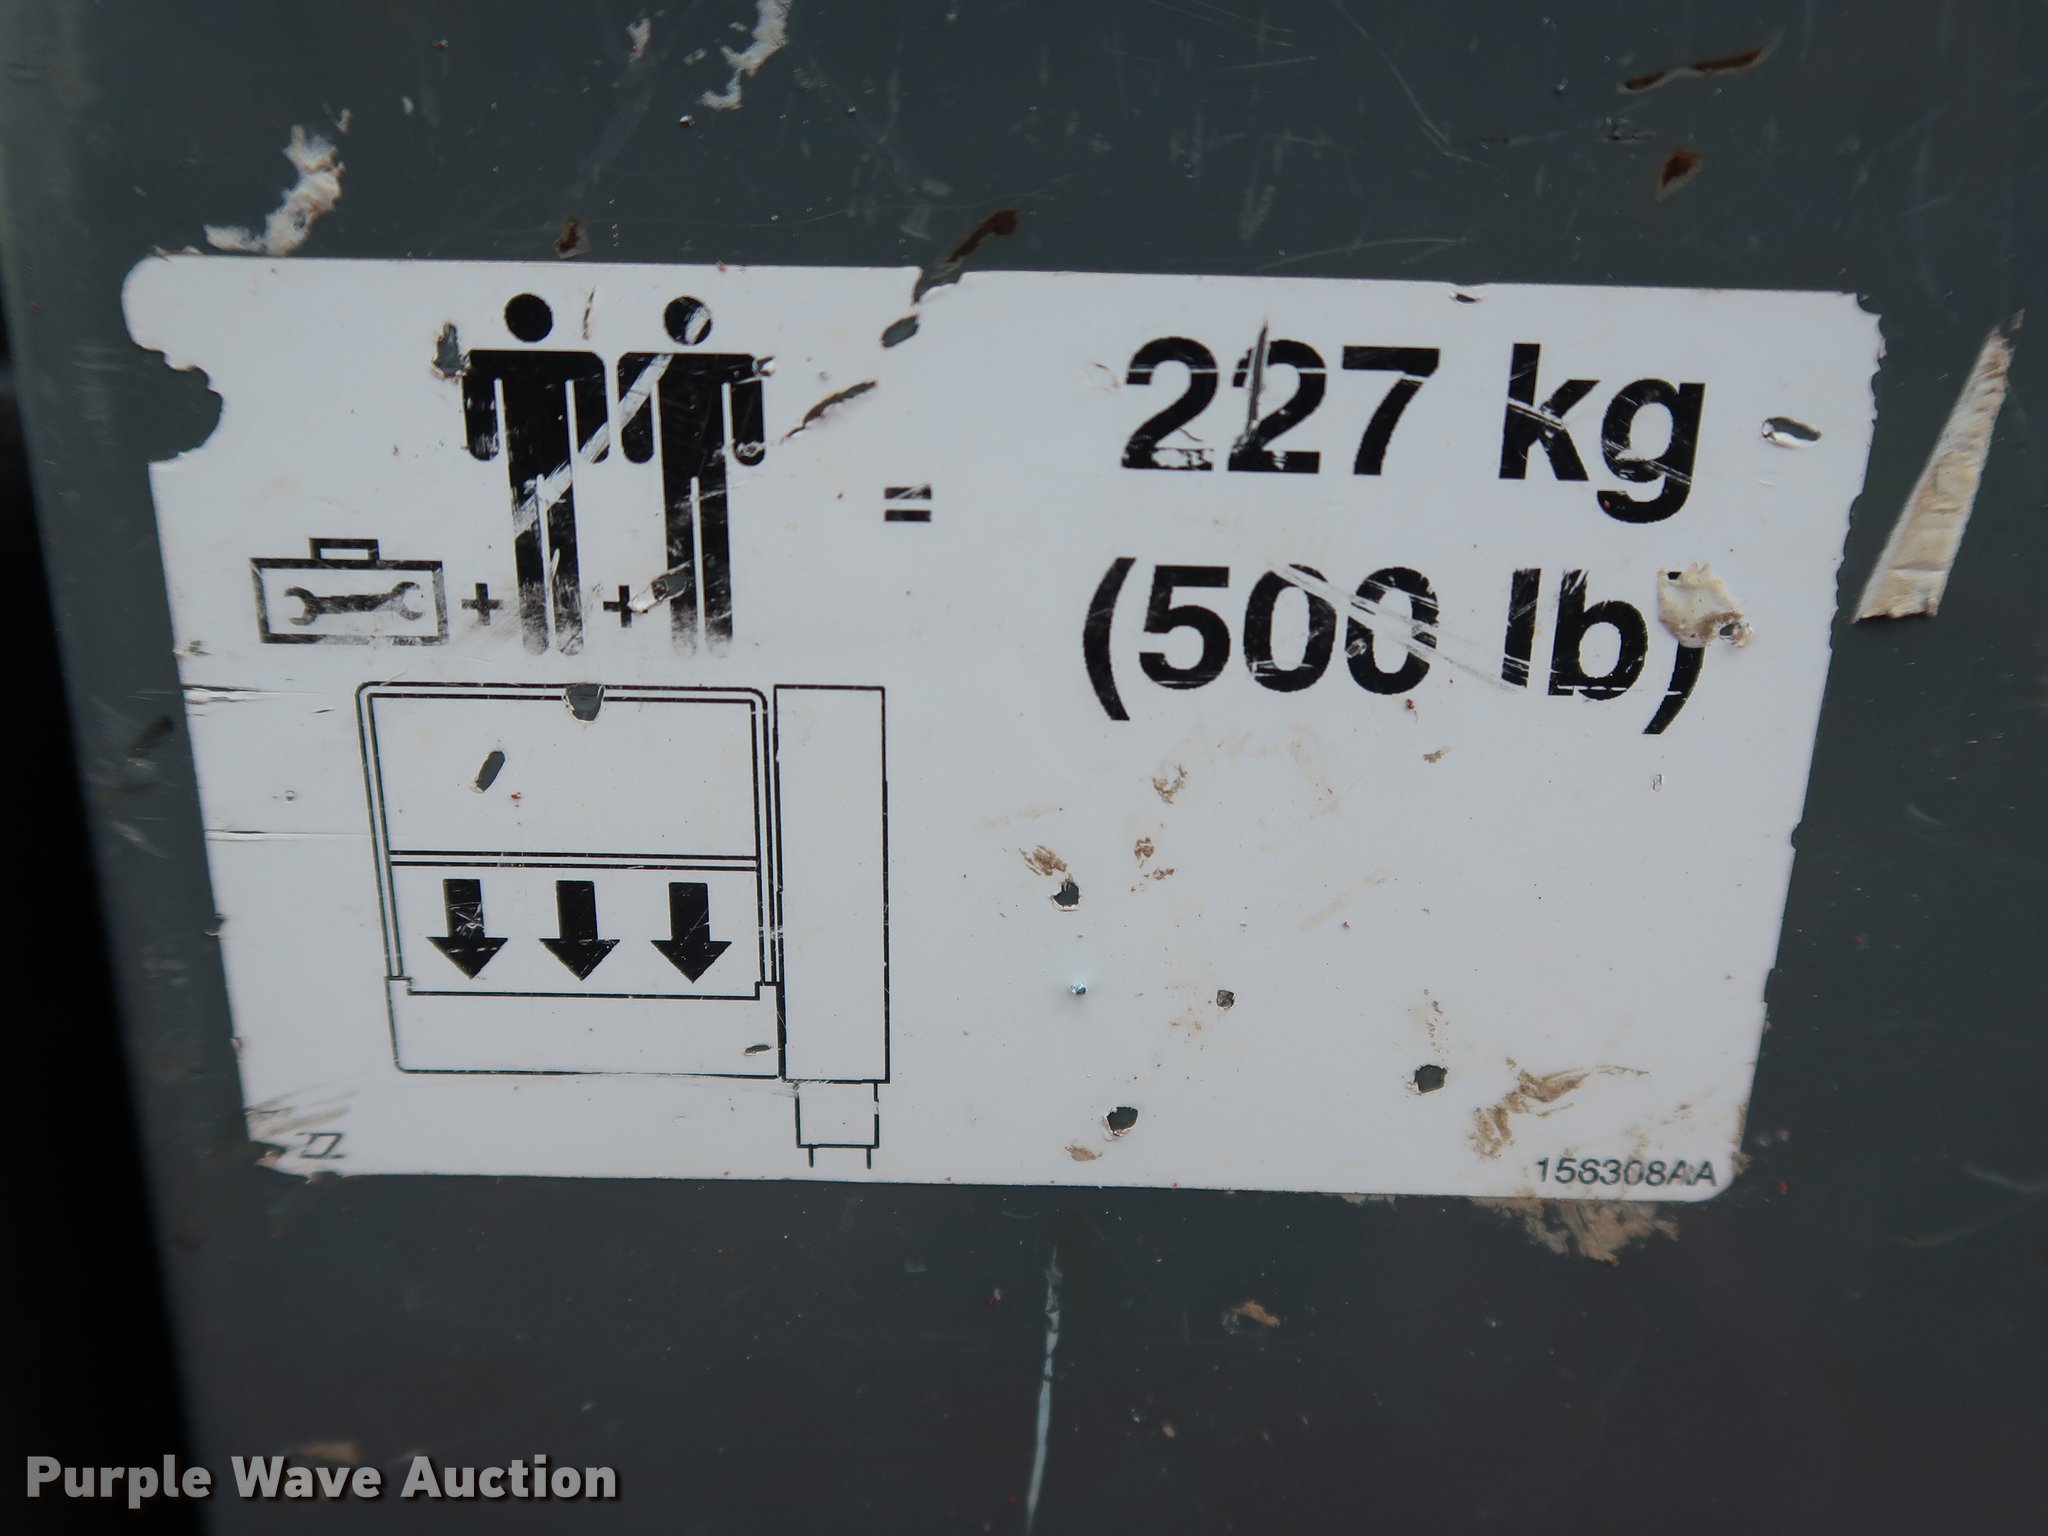 227 kg
+ + =
(500 lb)
156308AA
Purple Wave Auction